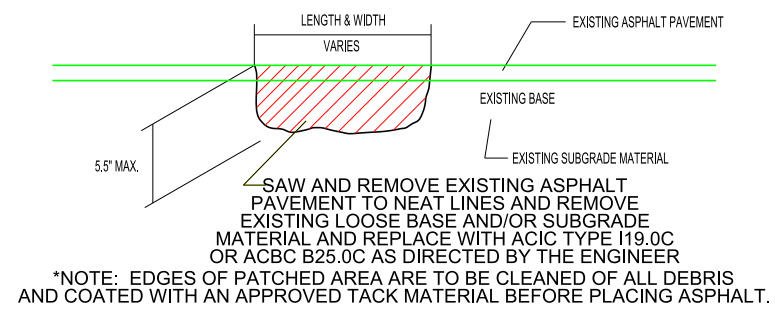 LENGTH & WIDTH
VARIES
EXISTING ASPHALT PAVEMENT
EXISTING BASE
5.5" MAX.
EXISTING SUBGRADE MATERIAL
SAW AND REMOVE EXISTING ASPHALT
PAVEMENT TO NEAT LINES AND REMOVE
EXISTING LOOSE BASE AND/OR SUBGRADE
MATERIAL AND REPLACE WITH ACIC TYPE I19.0C
OR ACBC B25.0C AS DIRECTED BY THE ENGINEER
*NOTE: EDGES OF PATCHED AREA ARE TO BE CLEANED OF ALL DEBRIS
AND COATED WITH AN APPROVED TACK MATERIAL BEFORE PLACING ASPHALT.